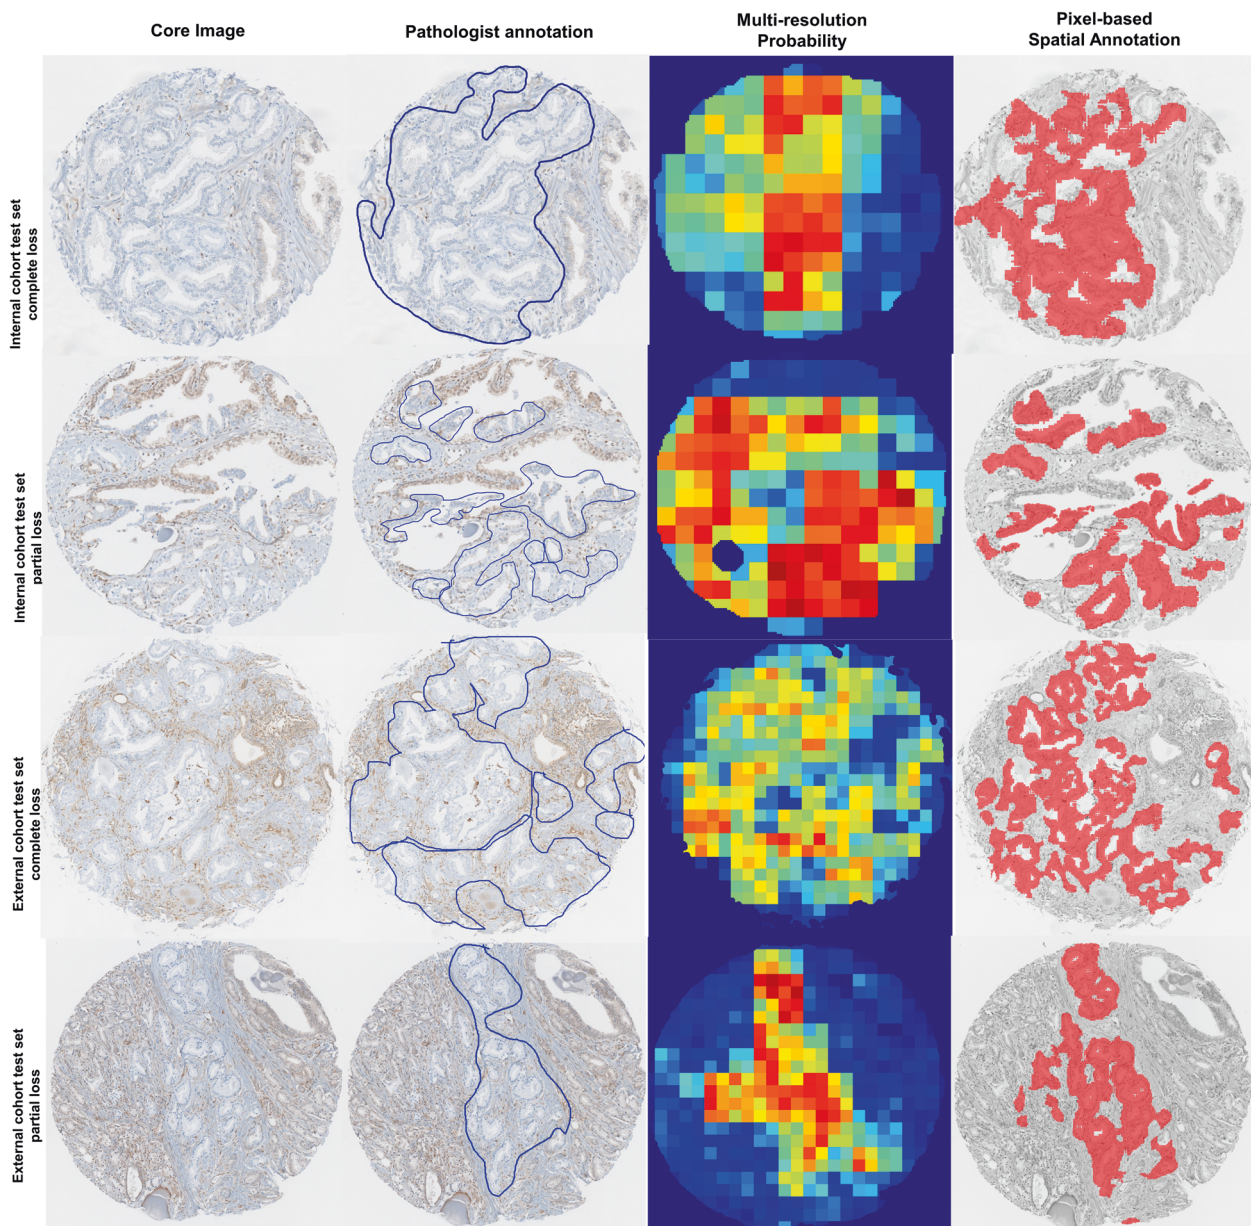 Core Image
Pathologist annotation
Multi-resolution
Probability
Pixel-based
Spatial Annotation
Internal cohort test set
complete loss
Internal cohort test set
partial loss
External cohort test set
complete loss
External cohort test set
partial loss